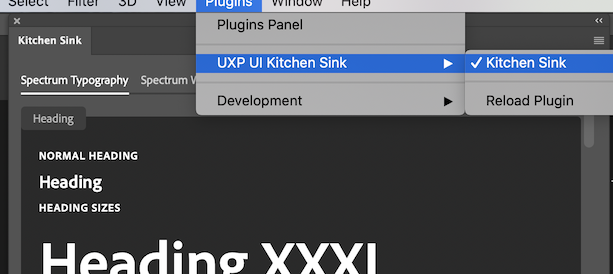 Select Filter 3D View Plugins Window Help
Plugins Panel
Kitchen Sink
UXP UI Kitchen Sink
✓ Kitchen Sink
Spectrum Typography Spectrum W
Development
Reload Plugin
Heading
NORMAL HEADING
Heading
HEADING SIZES
Heading XXXL